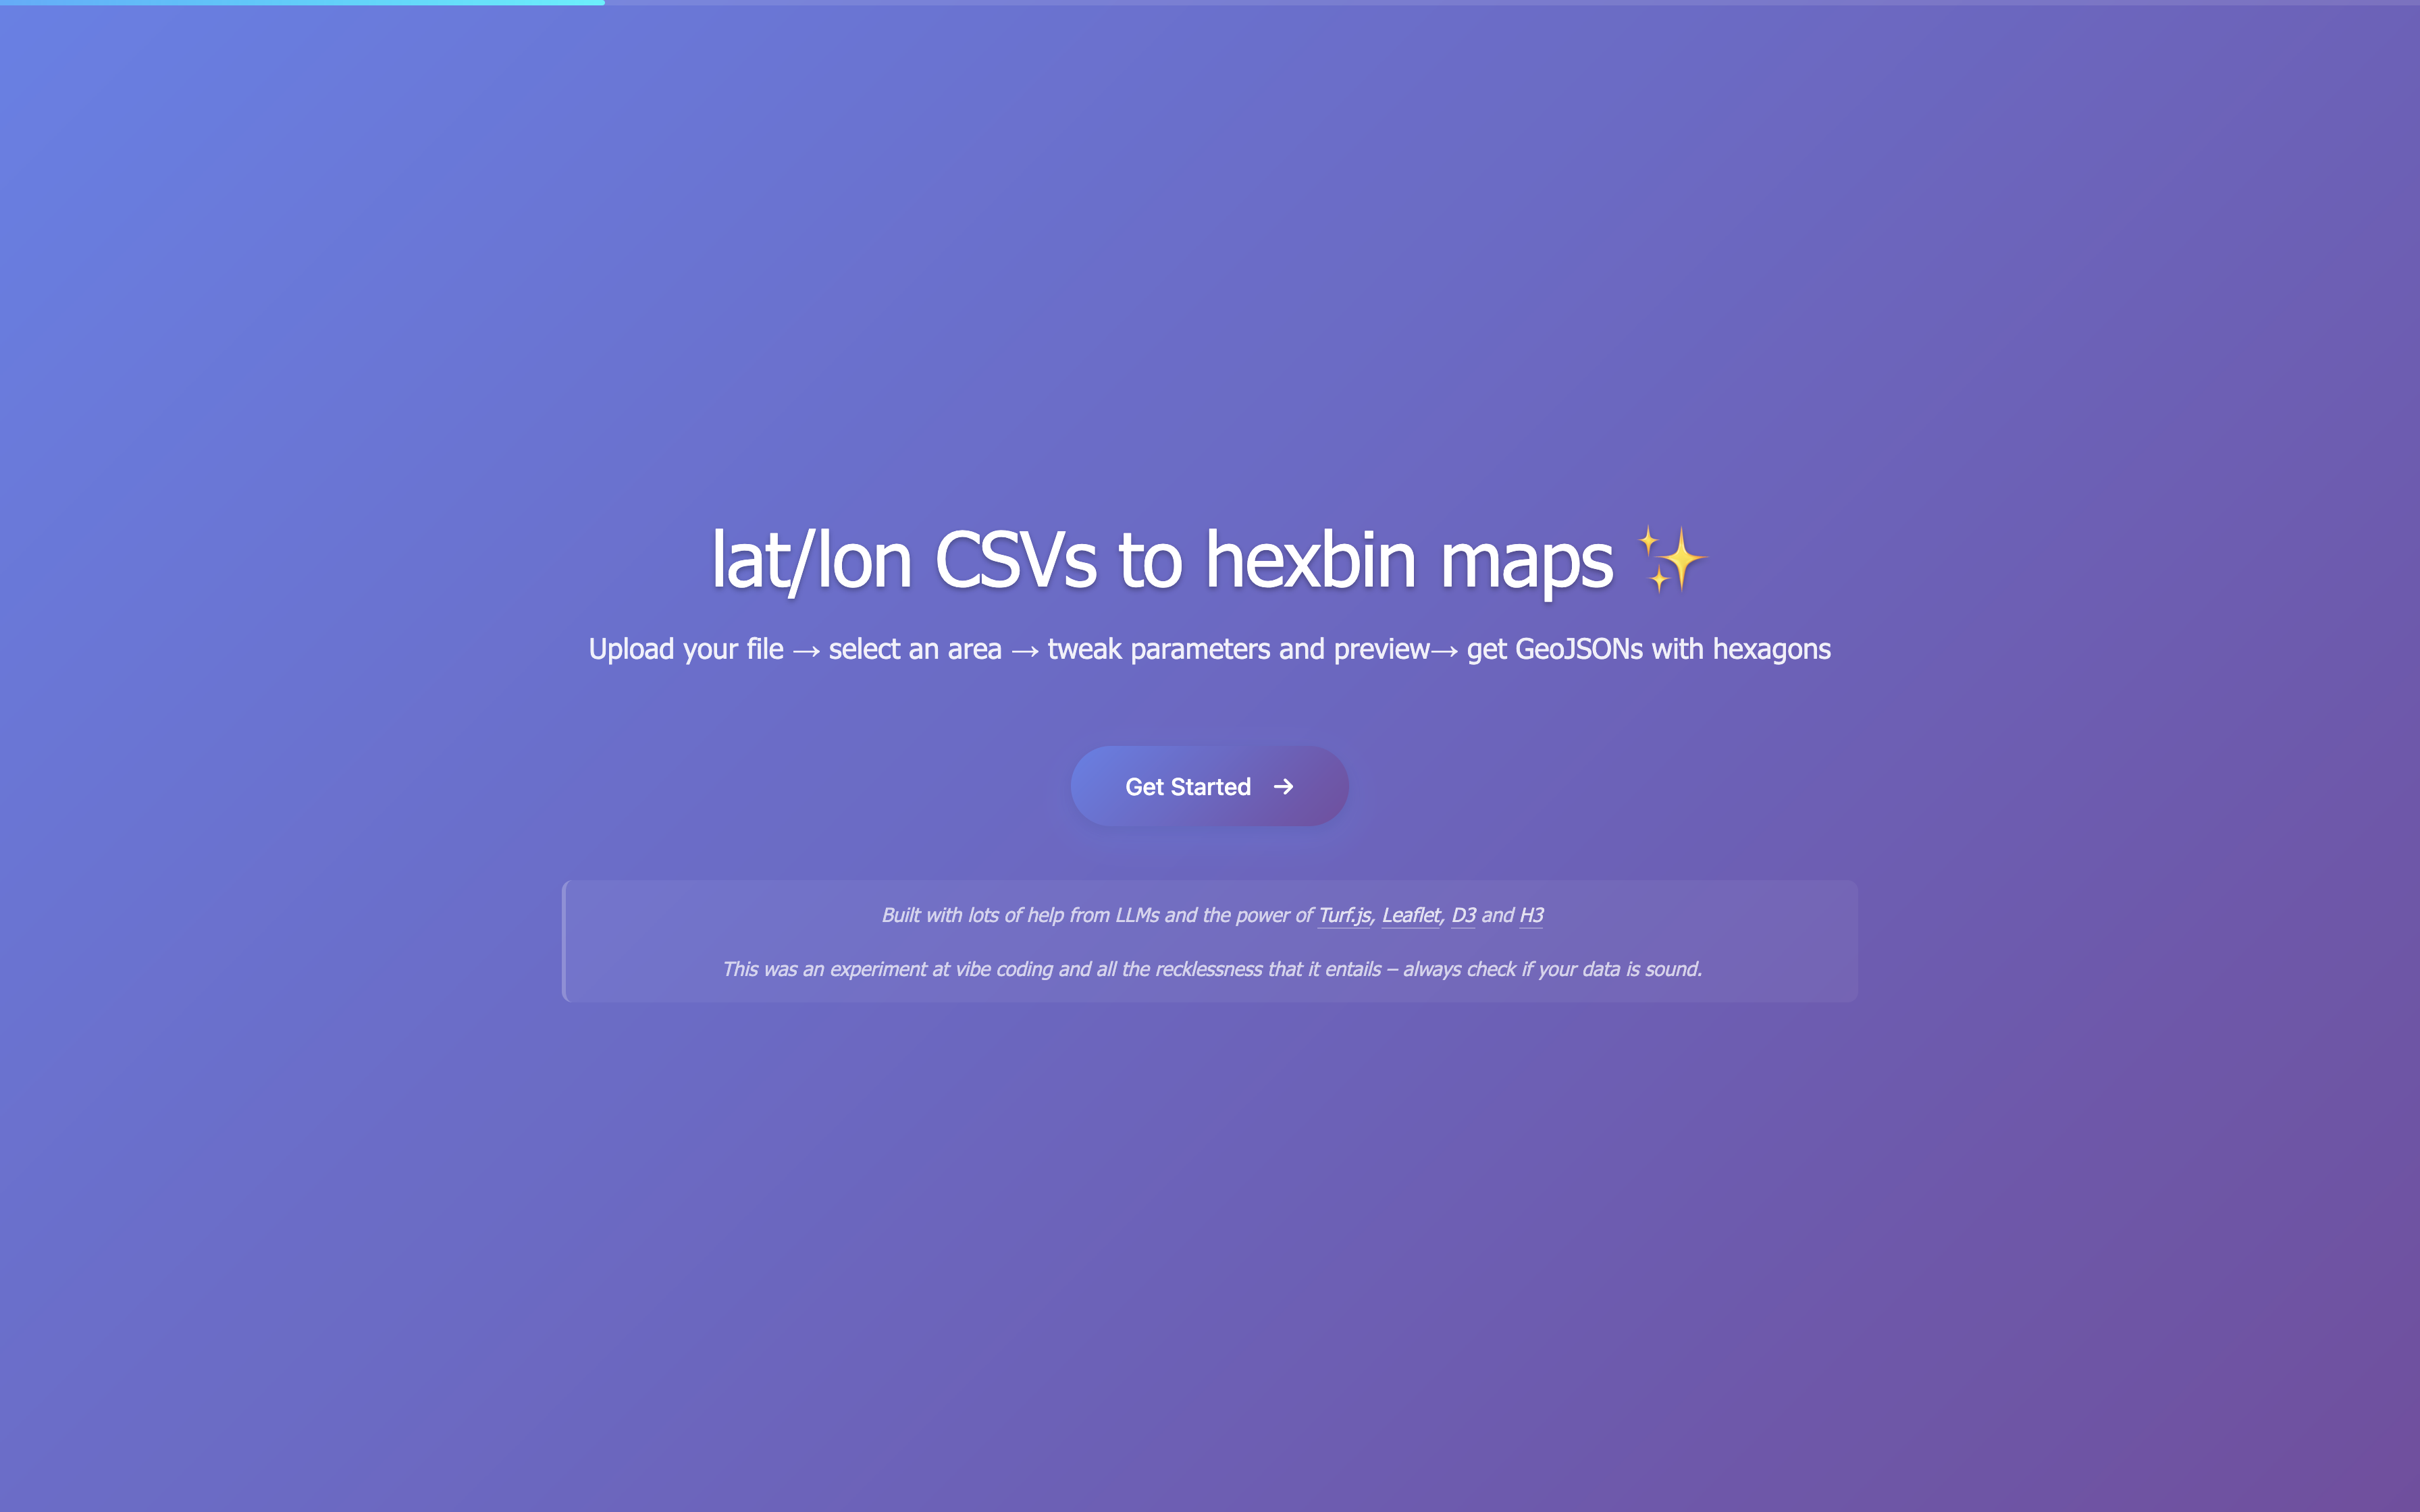 lat/lon CSVs to hexbin maps ✨
Upload your file → select an area → tweak parameters and preview→ get GeoJSONs with hexagons
Get Started →
Built with lots of help from LLMs and the power of Turf.js, Leaflet, D3 and H3
This was an experiment at vibe coding and all the recklessness that it entails – always check if your data is sound.